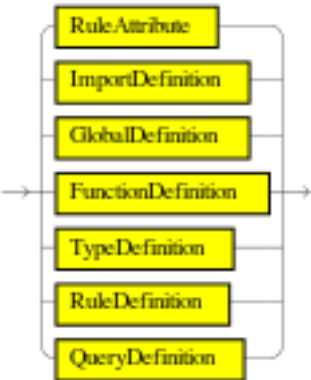 RuleAttribute
ImportDefinition
GlobalDefinition
FunctionDefinition
TypeDefinition
RuleDefinition
QueryDefinition